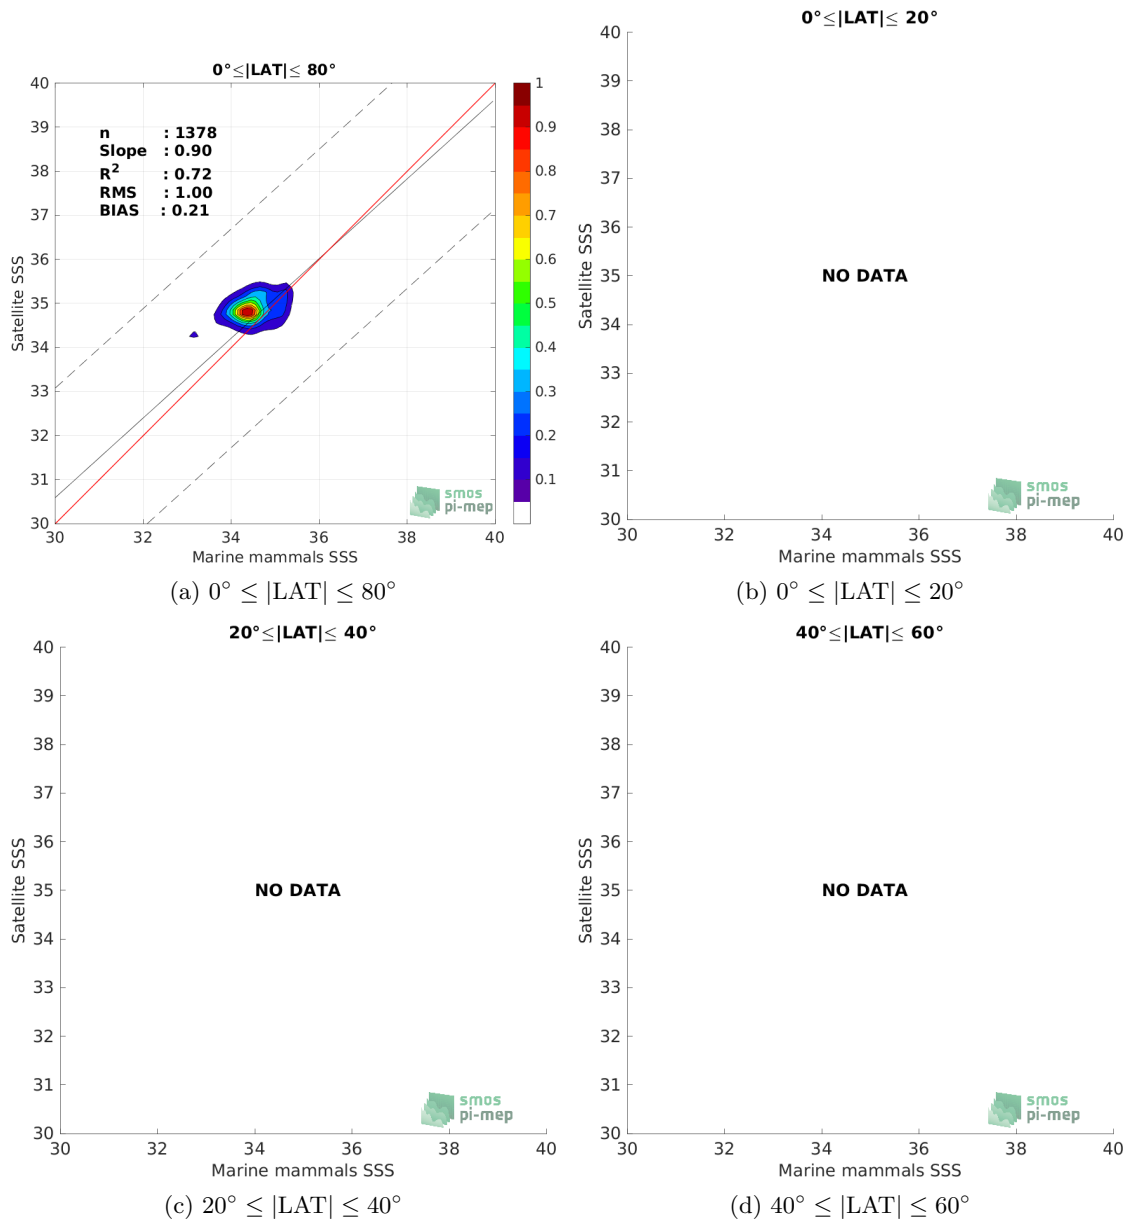 0°≤|LAT|≤ 80°
40
39
38
37
36
35
34
33
32
31
30
Satellite SSS
n : 1378
Slope : 0.90
R² : 0.72
RMS : 1.00
BIAS : 0.21
smos
pi-mep
30 32 34 36 38 40
Marine mammals SSS
1
0.9
0.8
0.7
0.6
0.5
0.4
0.3
0.2
0.1
(a) 0° ≤ |LAT| ≤ 80°
0°≤|LAT|≤ 20°
40
39
38
37
36
35
34
33
32
31
30
Satellite SSS
NO DATA
smos
pi-mep
30 32 34 36 38 40
Marine mammals SSS
(b) 0° ≤ |LAT| ≤ 20°
20°≤|LAT|≤ 40°
40
39
38
37
36
35
34
33
32
31
30
Satellite SSS
NO DATA
smos
pi-mep
30 32 34 36 38 40
Marine mammals SSS
(c) 20° ≤ |LAT| ≤ 40°
40°≤|LAT|≤ 60°
40
39
38
37
36
35
34
33
32
31
30
Satellite SSS
NO DATA
smos
pi-mep
30 32 34 36 38 40
Marine mammals SSS
(d) 40° ≤ |LAT| ≤ 60°